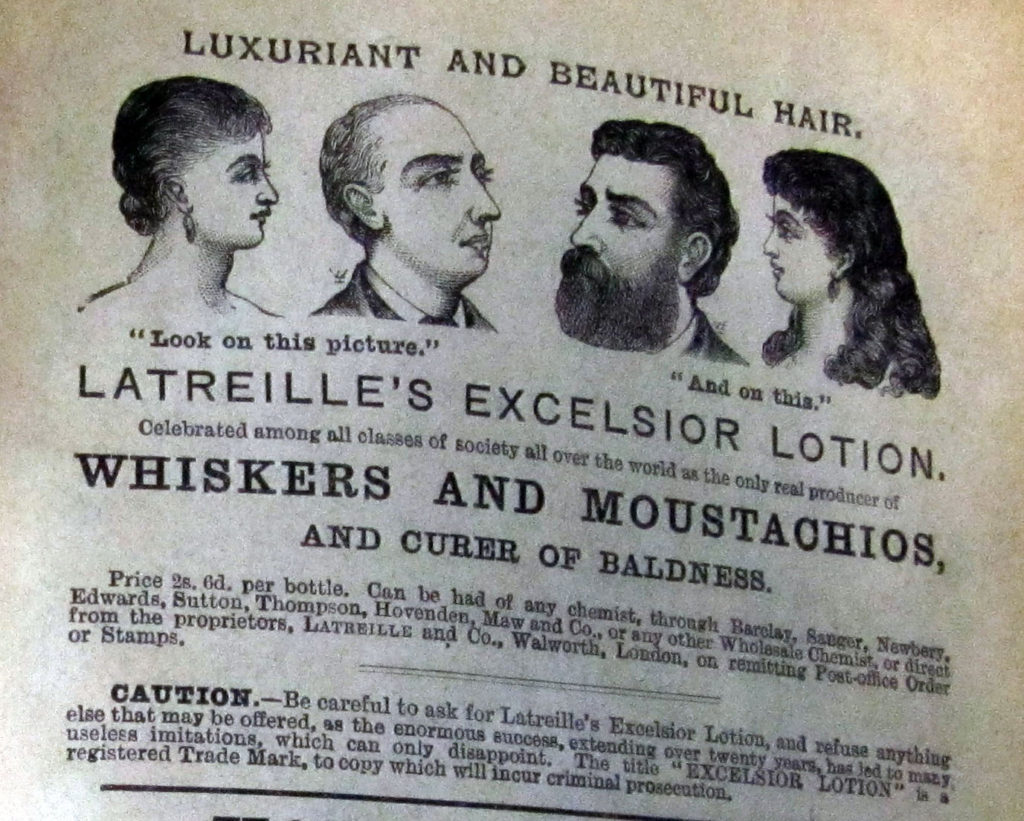 LUXURIANT AND BEAUTIFUL HAIR.
"Look on this picture."
"And on this."
LATREILLE'S EXCELSIOR LOTION.
Celebrated among all classes of society all over the world as the only real producer of
WHISKERS AND MOUSTACHIOS,
AND CURER OF BALDNESS.
Price 2s. 6d. per bottle. Can be had of any chemist, through Barclay, Sanger, Newbery,
Edwards, Sutton, Thompson, Hovenden, Maw and Co., or any other Wholesale Chemist, or direct
from the proprietors, LATREILLE and Co., Walworth, London, on remitting Post-office Order
or Stamps.
CAUTION.—Be careful to ask for Latreille's Excelsior Lotion, and refuse anything
else that may be offered, as the enormous success, extending over twenty years, has led to many
useless imitations, which can only disappoint. The title "EXCELSIOR LOTION" is a
registered Trade Mark, to copy which will incur criminal prosecution.